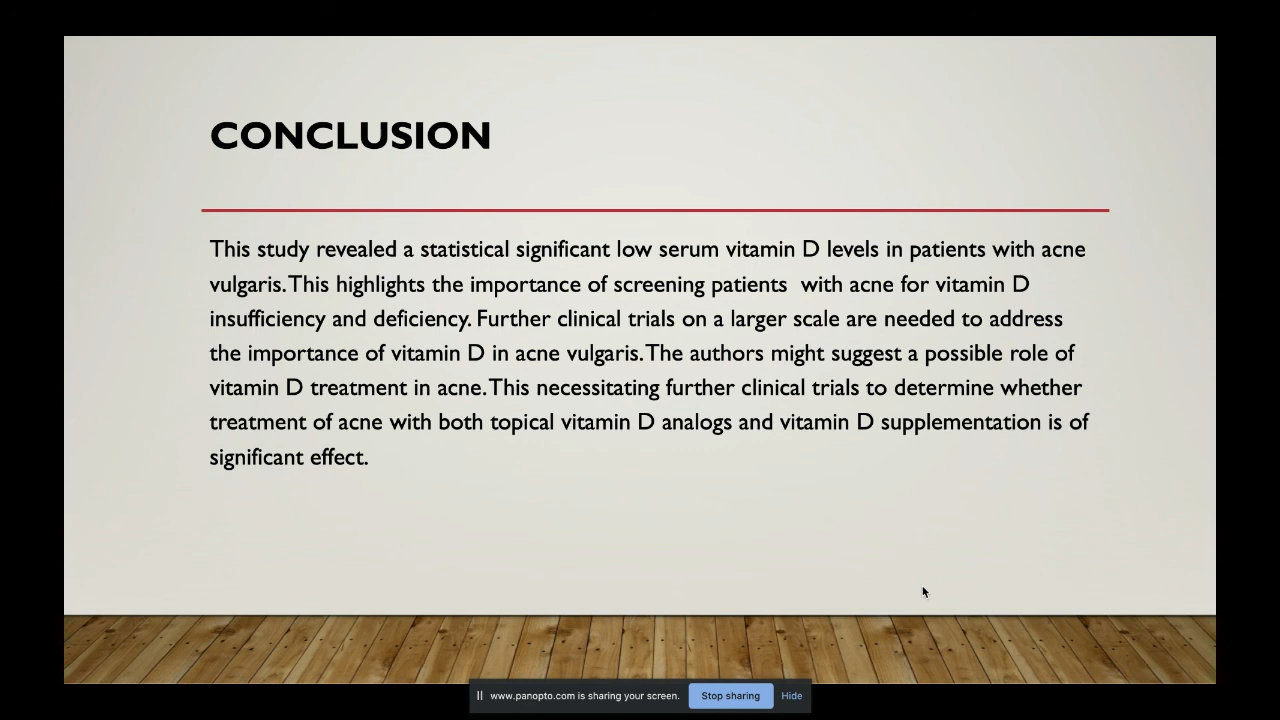 CONCLUSION
This study revealed a statistical significant low serum vitamin D levels in patients with acne
vulgaris. This highlights the importance of screening patients  with acne for vitamin D
insufficiency and deficiency. Further clinical trials on a larger scale are needed to address
the importance of vitamin D in acne vulgaris. The authors might suggest a possible role of
vitamin D treatment in acne. This necessitating further clinical trials to determine whether
treatment of acne with both topical vitamin D analogs and vitamin D supplementation is of
significant effect.
www.panopto.com is sharing your screen. Stop sharing Hide